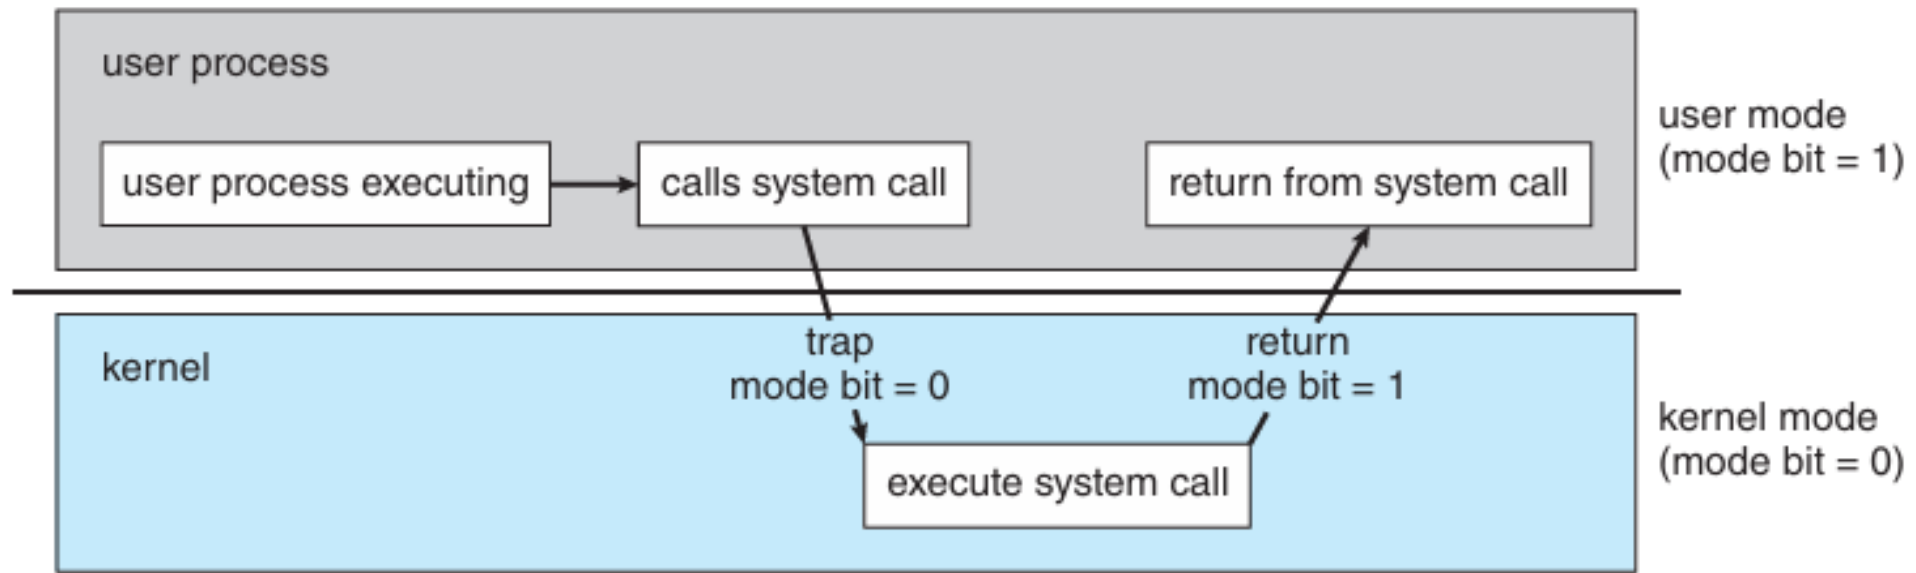 user process
user process executing
calls system call
return from system call
user mode
(mode bit = 1)
kernel
trap
mode bit = 0
return
mode bit = 1
execute system call
kernel mode
(mode bit = 0)